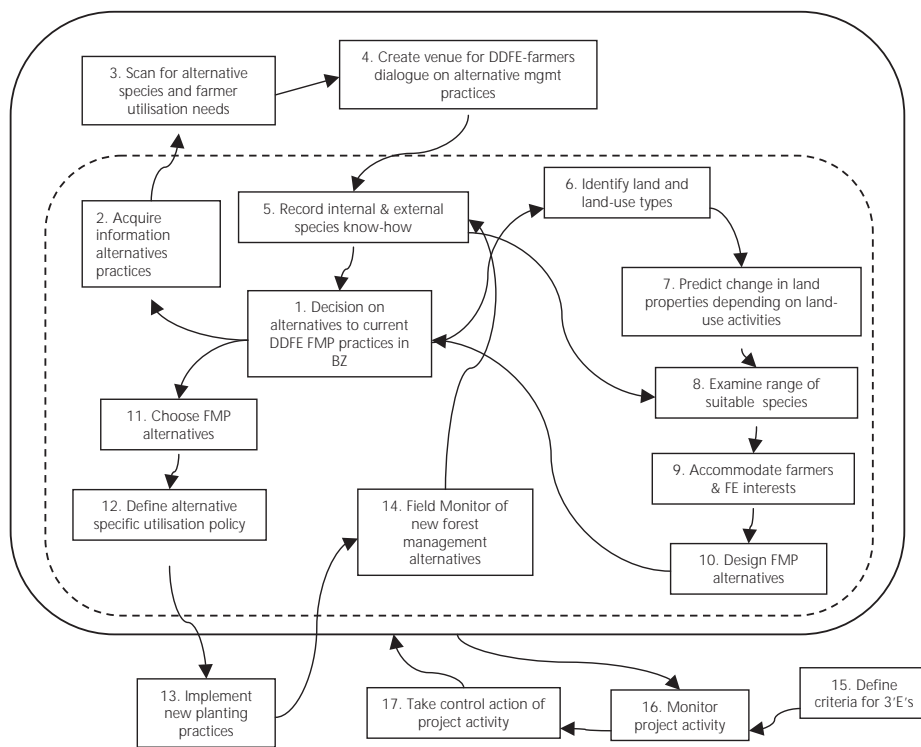 3. Scan for alternative
species and farmer
utilisation needs
4. Create venue for DDFE-farmers
dialogue on alternative mgmt
practices
2. Acquire
information
alternatives
practices
5. Record internal & external
species know-how
6. Identify land and
land-use types
1. Decision on
alternatives to current
DDFE FMP practices in
BZ
7. Predict change in land
properties depending on land-
use activities
8. Examine range of
suitable species
11. Choose FMP
alternatives
9. Accommodate farmers
& FE interests
12. Define alternative
specific utilisation policy
14. Field Monitor of
new forest
management
alternatives
10. Design FMP
alternatives
13. Implement
new planting
practices
17. Take control action of
project activity
16. Monitor
project activity
15. Define
criteria for 3'E's